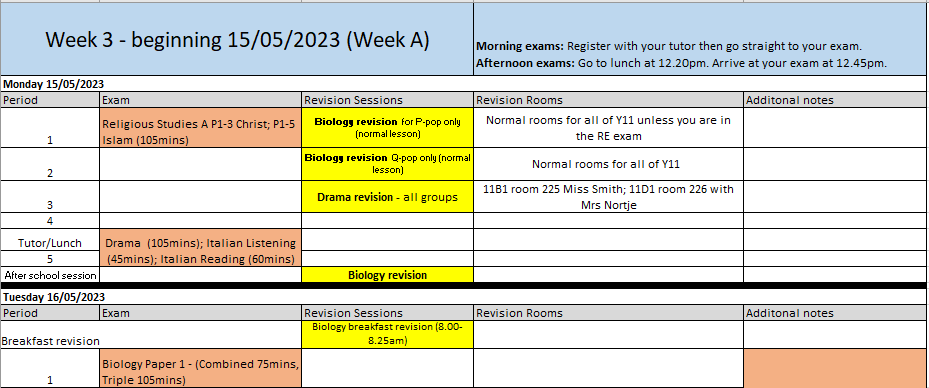 Week 3 - beginning 15/05/2023 (Week A)
Morning exams: Register with your tutor then go straight to your exam.
Afternoon exams: Go to lunch at 12.20pm. Arrive at your exam at 12.45pm.
Monday 15/05/2023
Period Exam Revision Sessions Revision Rooms Additonal notes
1
Religious Studies A P1-3 Christ; P1-5
Islam (105mins)
Biology revision for P-pop only
(normal lesson)
Normal rooms for all of Y11 unless you are in
the RE exam
2
Biology revision Q-pop only (normal
lesson)
Normal rooms for all of Y11
3
Drama revision - all groups
11B1 room 225 Miss Smith; 11D1 room 226 with
Mrs Nortje
4
Tutor/Lunch
5
Drama (105mins); Italian Listening
(45mins); Italian Reading (60mins)
After school session
Biology revision
Tuesday 16/05/2023
Period Exam Revision Sessions Revision Rooms Additonal notes
Breakfast revision
Biology breakfast revision (8.00-
8.25am)
1
Biology Paper 1 - (Combined 75mins,
Triple 105mins)